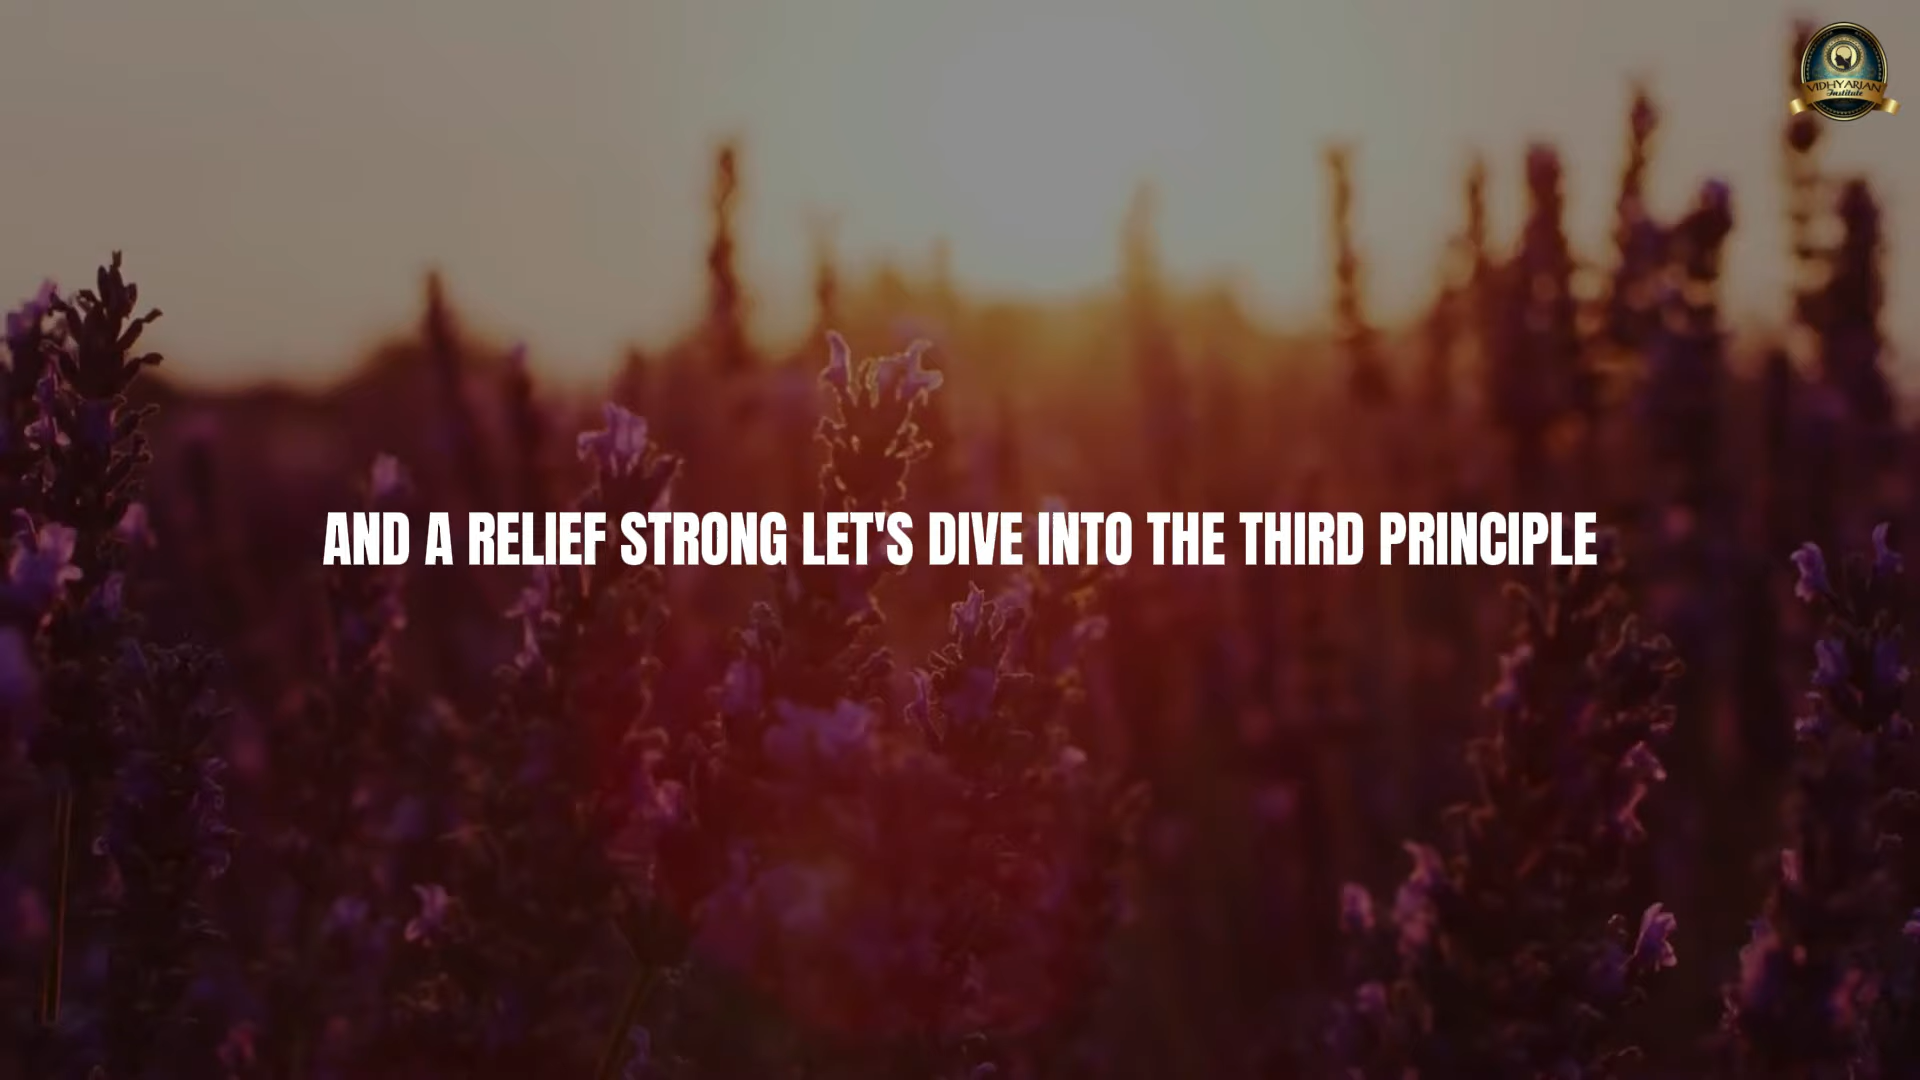 VIDHYARIAN
Institute
AND A RELIEF STRONG LET'S DIVE INTO THE THIRD PRINCIPLE